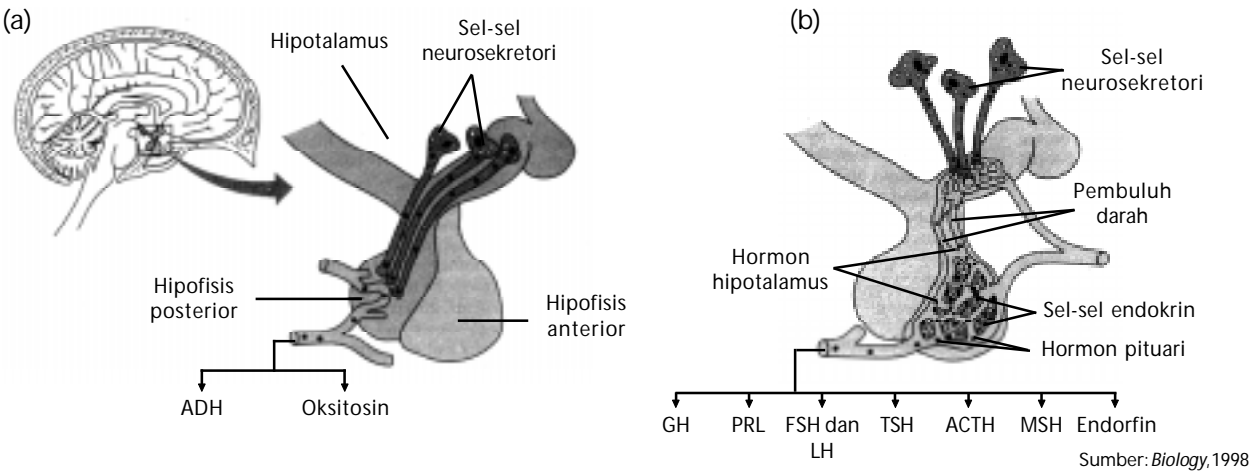 (a)
Hipotalamus
Sel-sel
neurosekretori
Hipofisis
posterior
Hipofisis
anterior
ADH
Oksitosin
(b)
Sel-sel
neurosekretori
Pembuluh
darah
Hormon
hipotalamus
Sel-sel endokrin
Hormon pituari
GH
PRL
FSH dan
LH
TSH
ACTH
MSH
Endorfin
Sumber: Biology, 1998